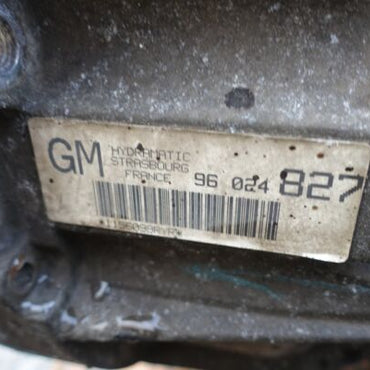 GM
HYDRAMATIC
STRASBOURG
FRANCE
96 024 827